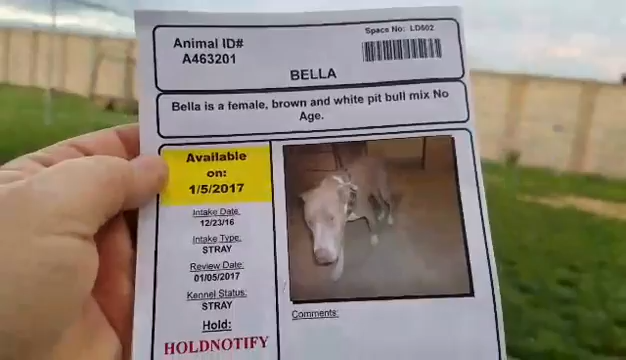 Animal ID#
A463201
Space No: LD502
BELLA
Bella is a female, brown and white pit bull mix No
Age.
Available
on:
1/5/2017
Intake Date:
12/23/16
Intake Type:
STRAY
Review Date:
01/05/2017
Kennel Status:
STRAY
Hold:
HOLDNOTIFY
Comments: